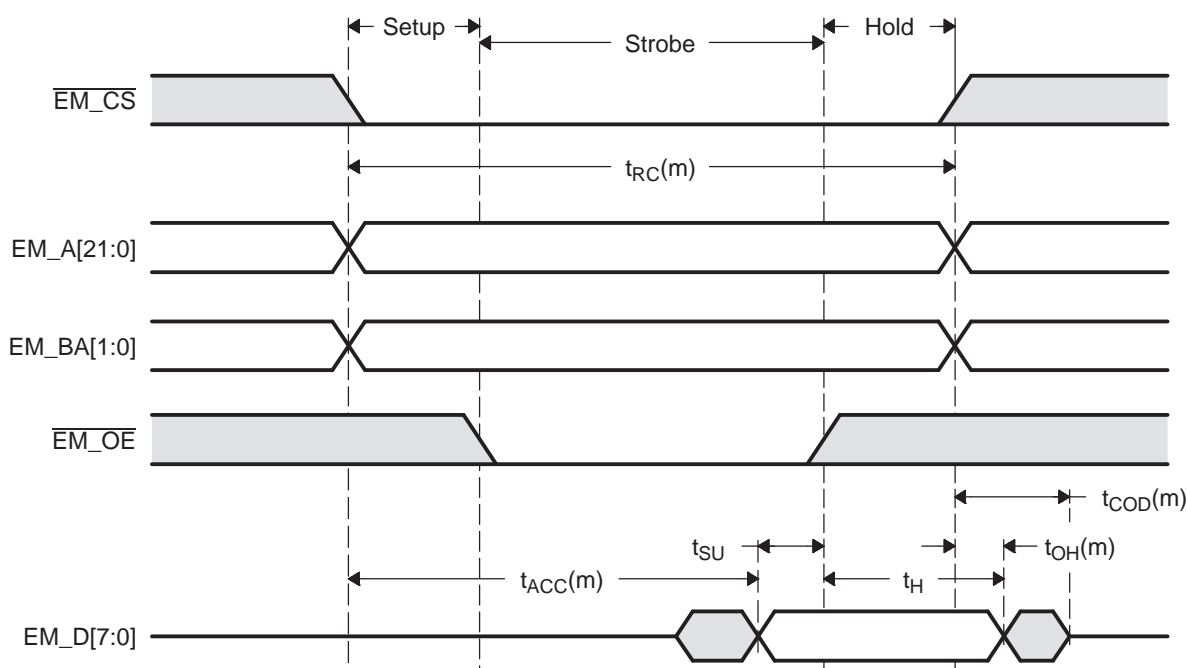 Setup
Strobe
Hold
EM_CS
tRC(m)
EM_A[21:0]
EM_BA[1:0]
EM_OE
tCOD(m)
tSU
tOH(m)
tACC(m)
tH
EM_D[7:0]